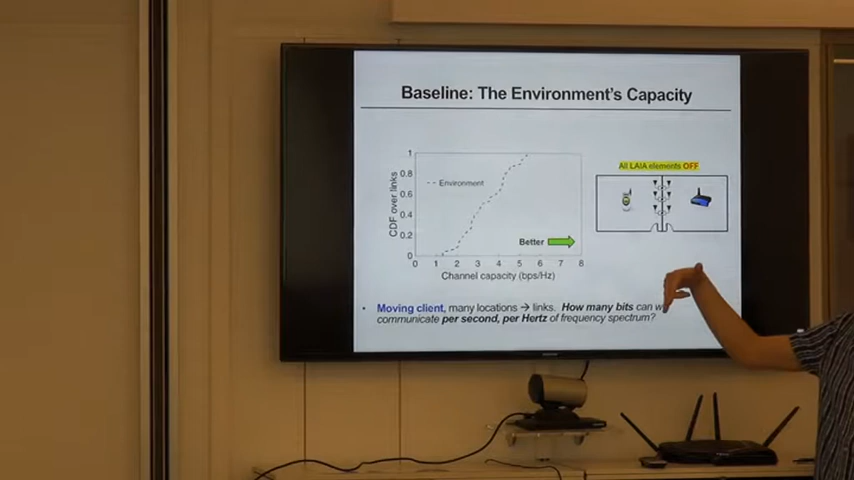 Baseline: The Environment's Capacity
All LAIA elements OFF
CDF over links
1
0.8
0.6
0.4
0.2
0
Environment
Better
0 1 2 3 4 5 6 7 8
Channel capacity (bps/Hz)
• Moving client, many locations → links. How many bits can
communicate per second, per Hertz of frequency spectrum?